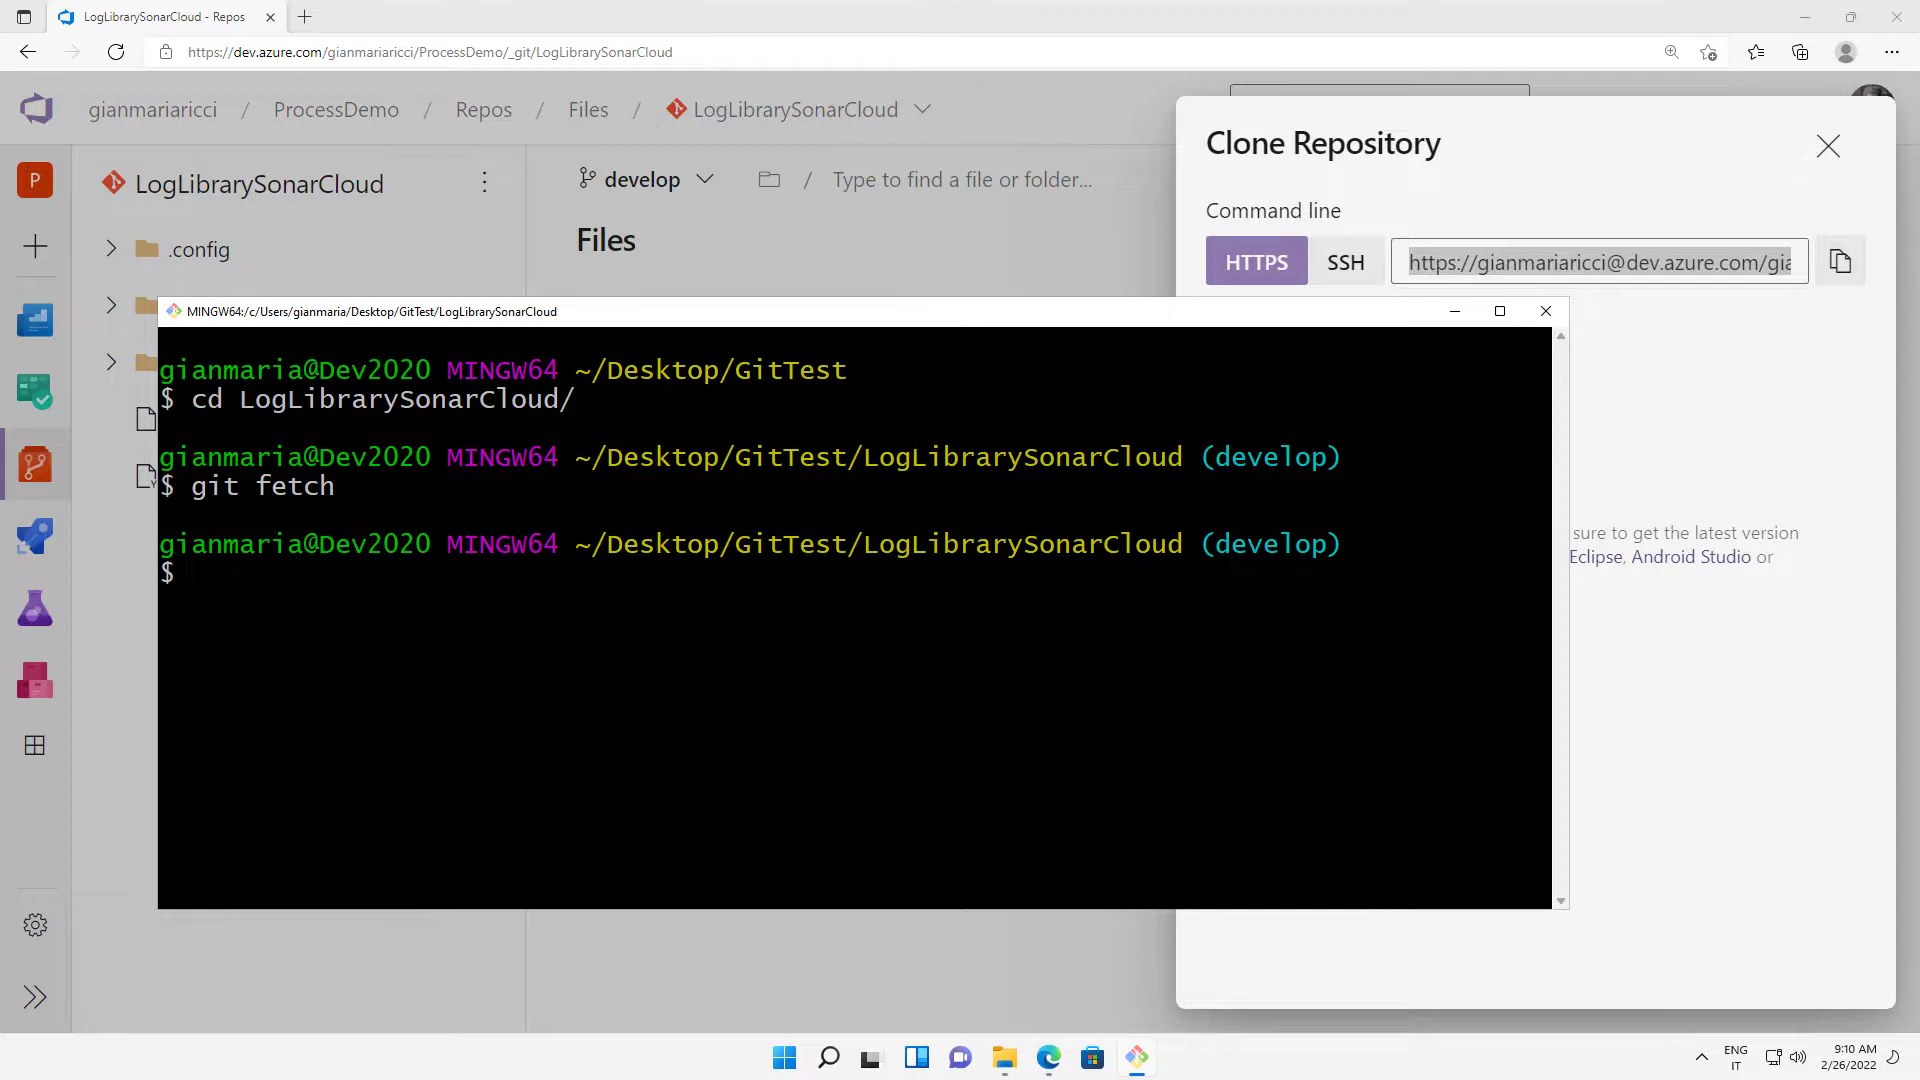 LogLibrarySonarCloud - Repos
https://dev.azure.com/gianmariaricci/ProcessDemo/_git/LogLibrarySonarCloud
gianmariaricci / ProcessDemo / Repos / Files / LogLibrarySonarCloud
P
LogLibrarySonarCloud
develop
/ Type to find a file or folder...
Files
.config
Clone Repository
Command line
HTTPS
SSH
https://gianmariaricci@dev.azure.com/gia
sure to get the latest version
Eclipse, Android Studio or
MINGW64:/c/Users/gianmaria/Desktop/GitTest/LogLibrarySonarCloud
gianmaria@Dev2020 MINGW64 ~/Desktop/GitTest
$ cd LogLibrarySonarCloud/
gianmaria@Dev2020 MINGW64 ~/Desktop/GitTest/LogLibrarySonarCloud (develop)
$ git fetch
gianmaria@Dev2020 MINGW64 ~/Desktop/GitTest/LogLibrarySonarCloud (develop)
$
ENG
IT
9:10 AM
2/26/2022